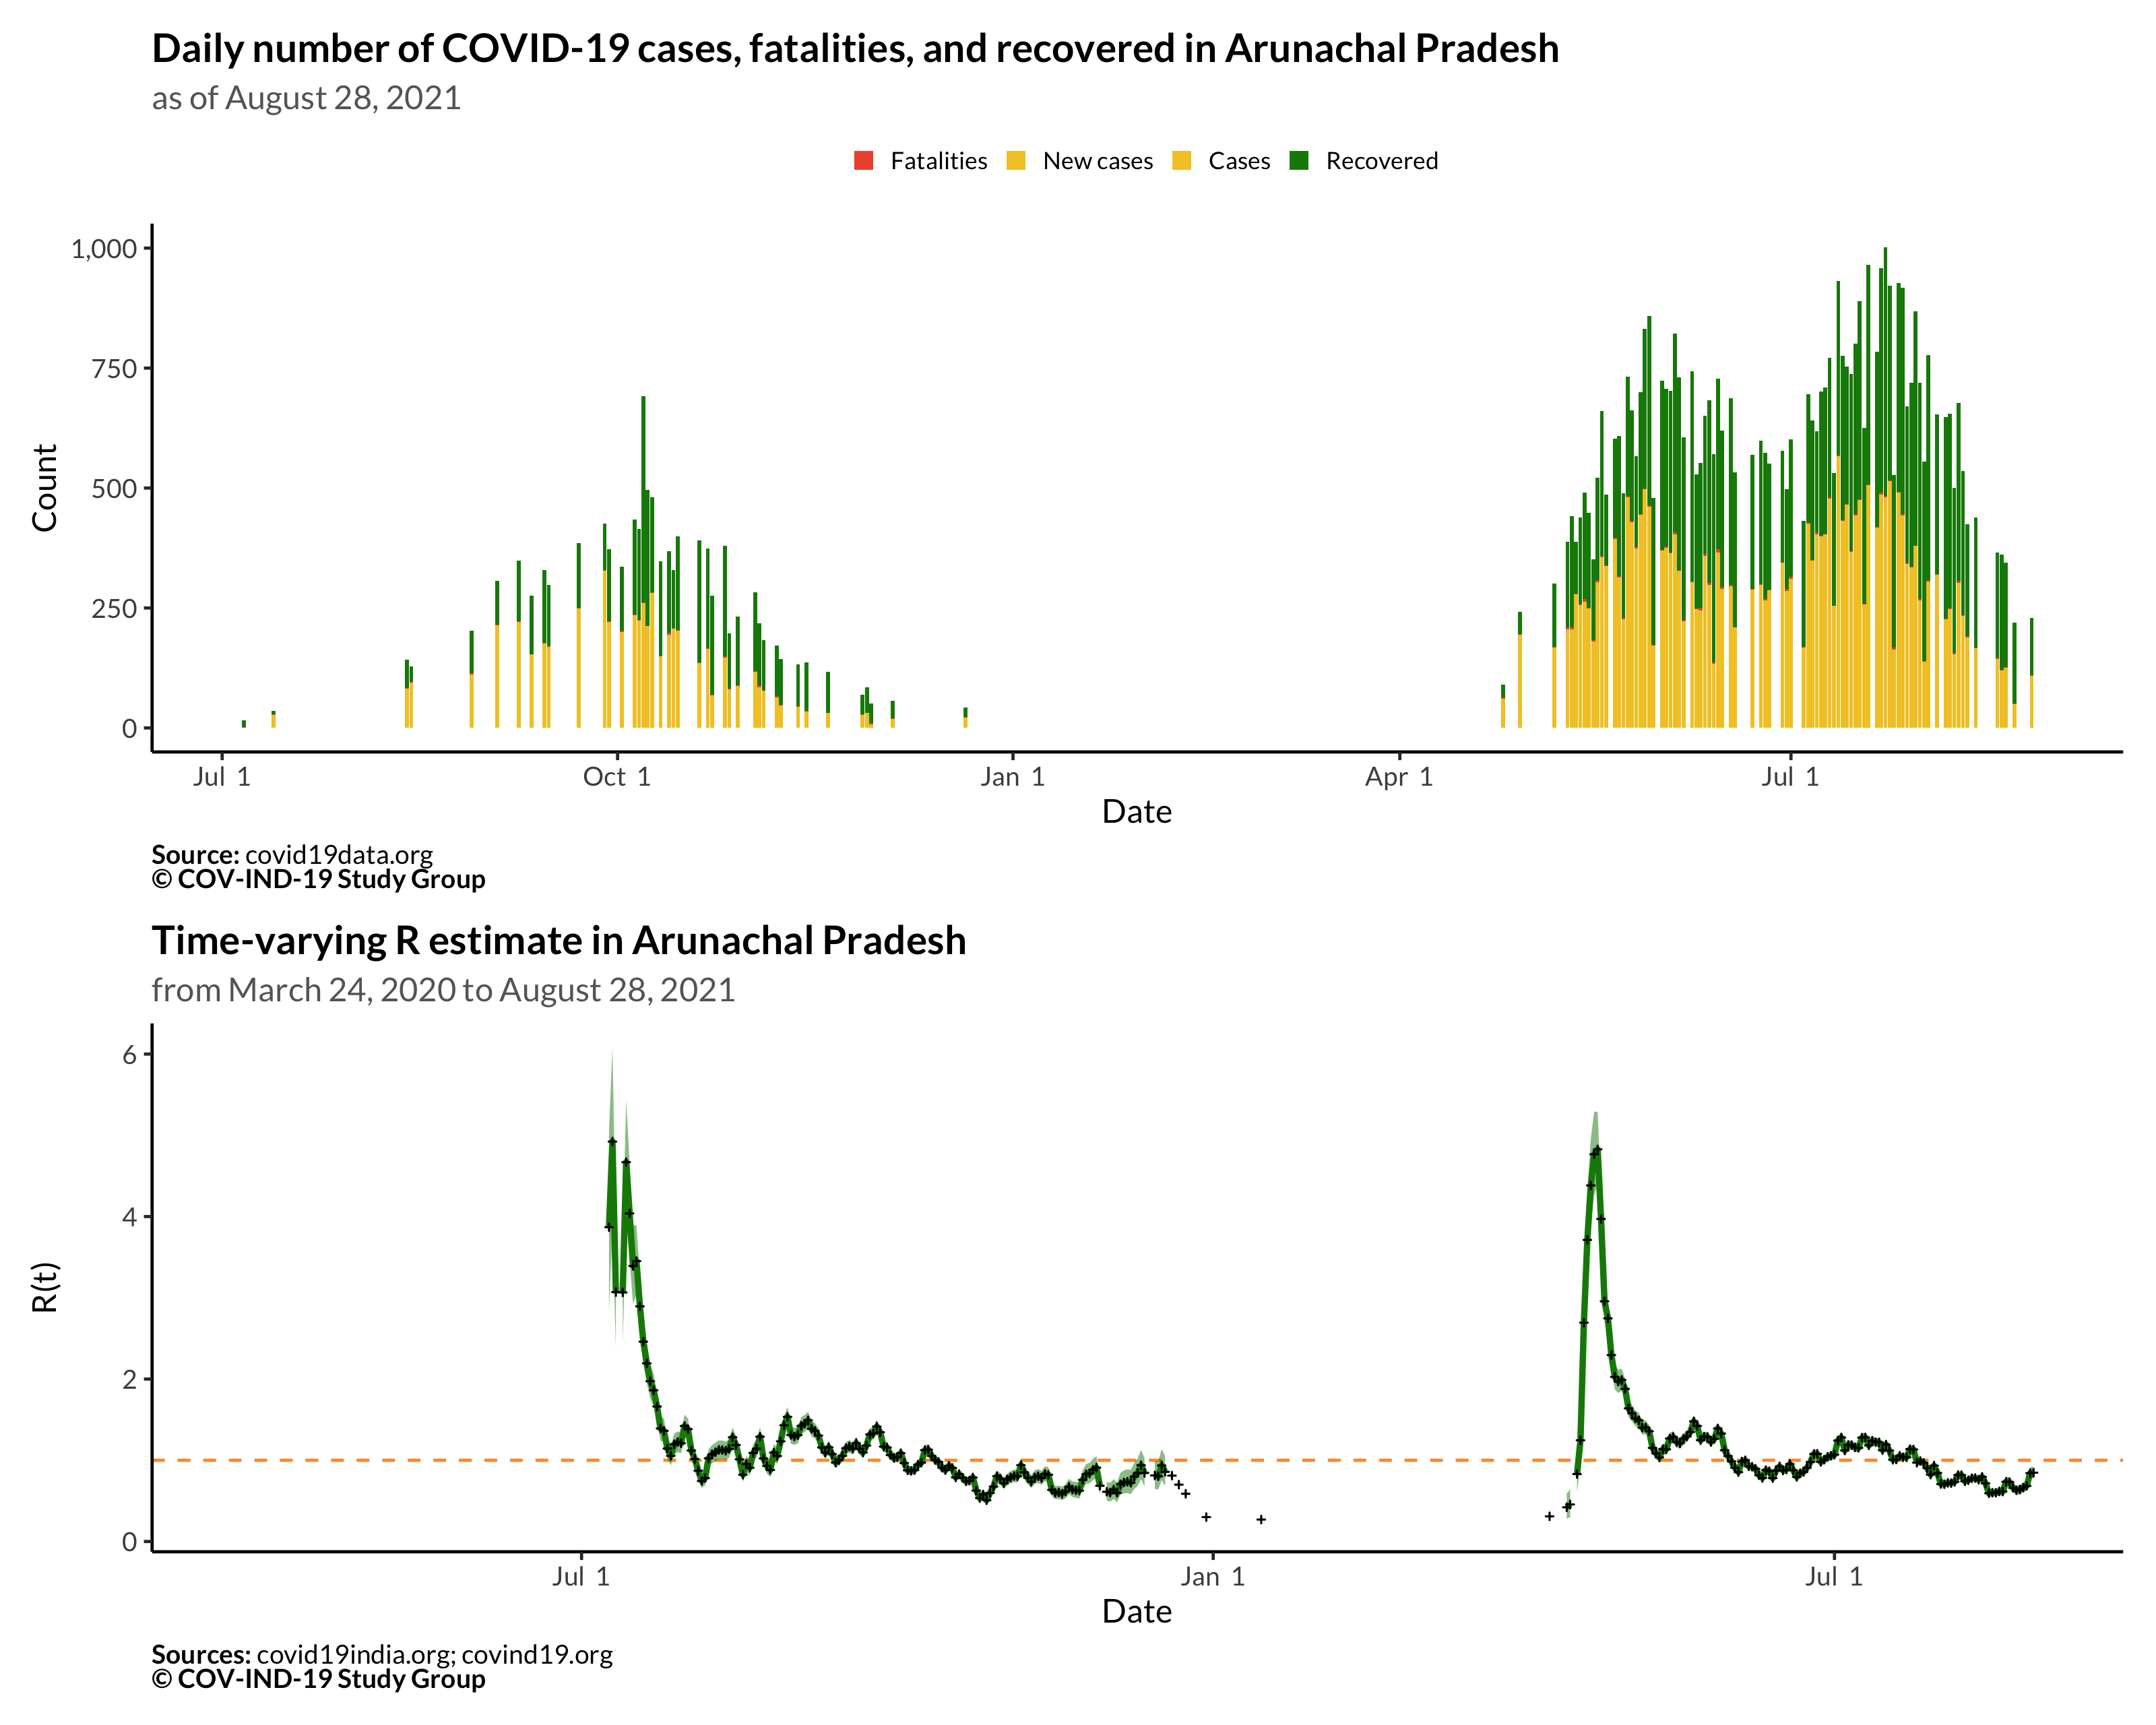 Daily number of COVID-19 cases, fatalities, and recovered in Arunachal Pradesh
as of August 28, 2021
Fatalities New cases Cases Recovered
1,000
750
500
250
0
Count
Jul 1 Oct 1 Jan 1 Apr 1 Jul 1
Date
Source: covid19data.org
© COV-IND-19 Study Group
Time-varying R estimate in Arunachal Pradesh
from March 24, 2020 to August 28, 2021
6
4
2
0
R(t)
Jul 1 Jan 1 Jul 1
Date
Sources: covid19india.org; covind19.org
© COV-IND-19 Study Group